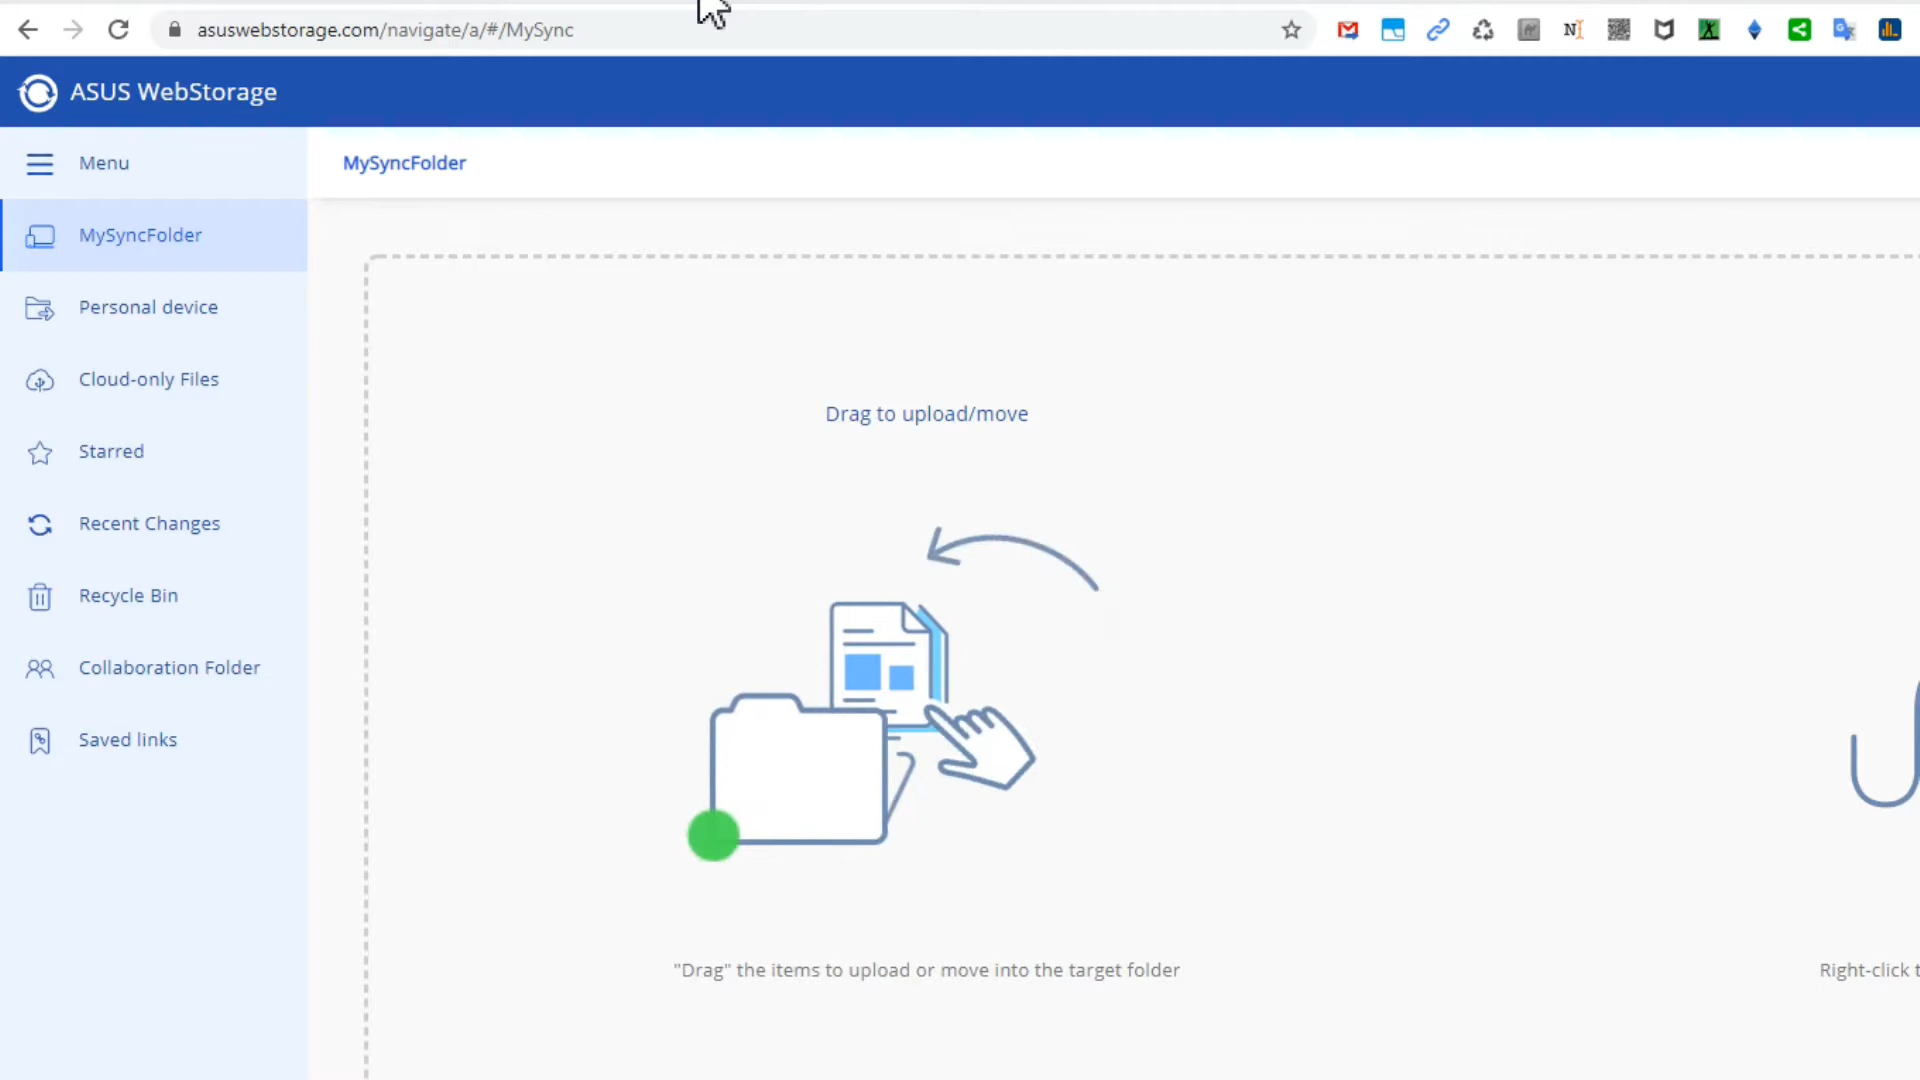 asuswebstorage.com/navigate/a/#/MySync
ASUS WebStorage
Menu
MySyncFolder
MySyncFolder
Personal device
Cloud-only Files
Starred
Recent Changes
Recycle Bin
Collaboration Folder
Saved links
Drag to upload/move
"Drag" the items to upload or move into the target folder
Right-click